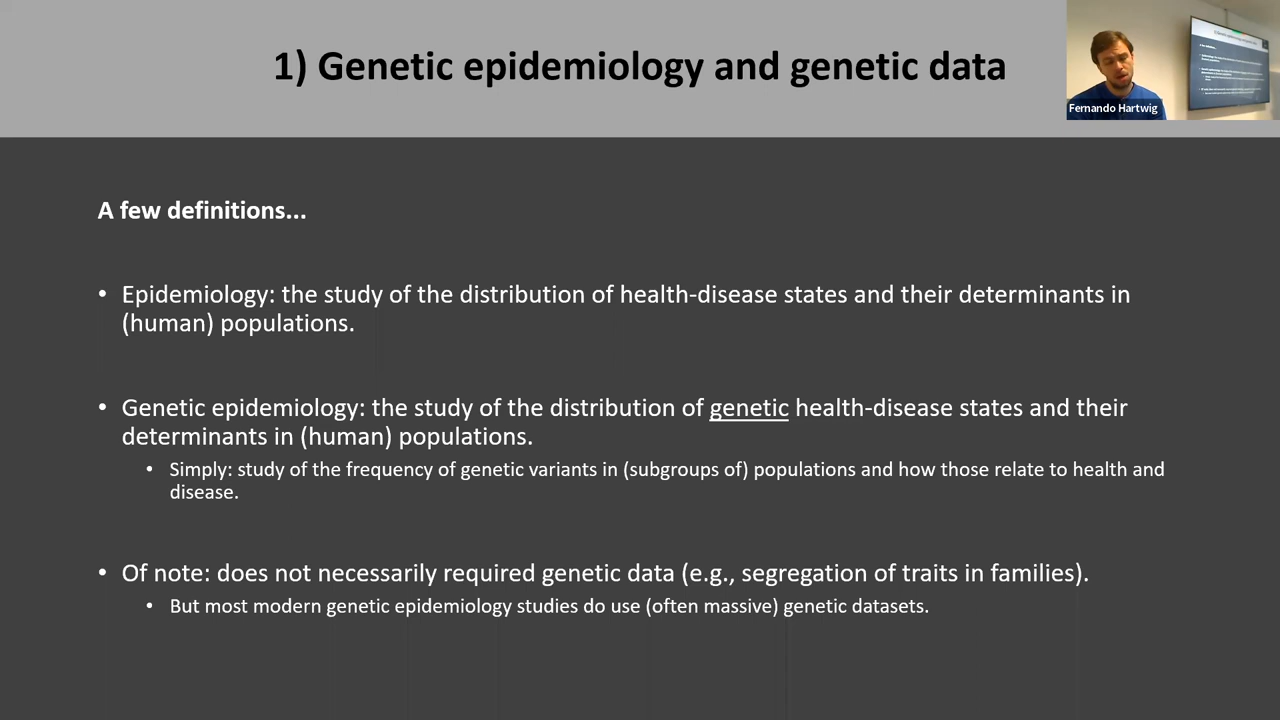 1) Genetic epidemiology and genetic data
Fernando Hartwig
A few definitions...
• Epidemiology: the study of the distribution of health-disease states and their determinants in
(human) populations.
• Genetic epidemiology: the study of the distribution of genetic health-disease states and their
determinants in (human) populations.
• Simply: study of the frequency of genetic variants in (subgroups of) populations and how those relate to health and
disease.
• Of note: does not necessarily required genetic data (e.g., segregation of traits in families).
• But most modern genetic epidemiology studies do use (often massive) genetic datasets.